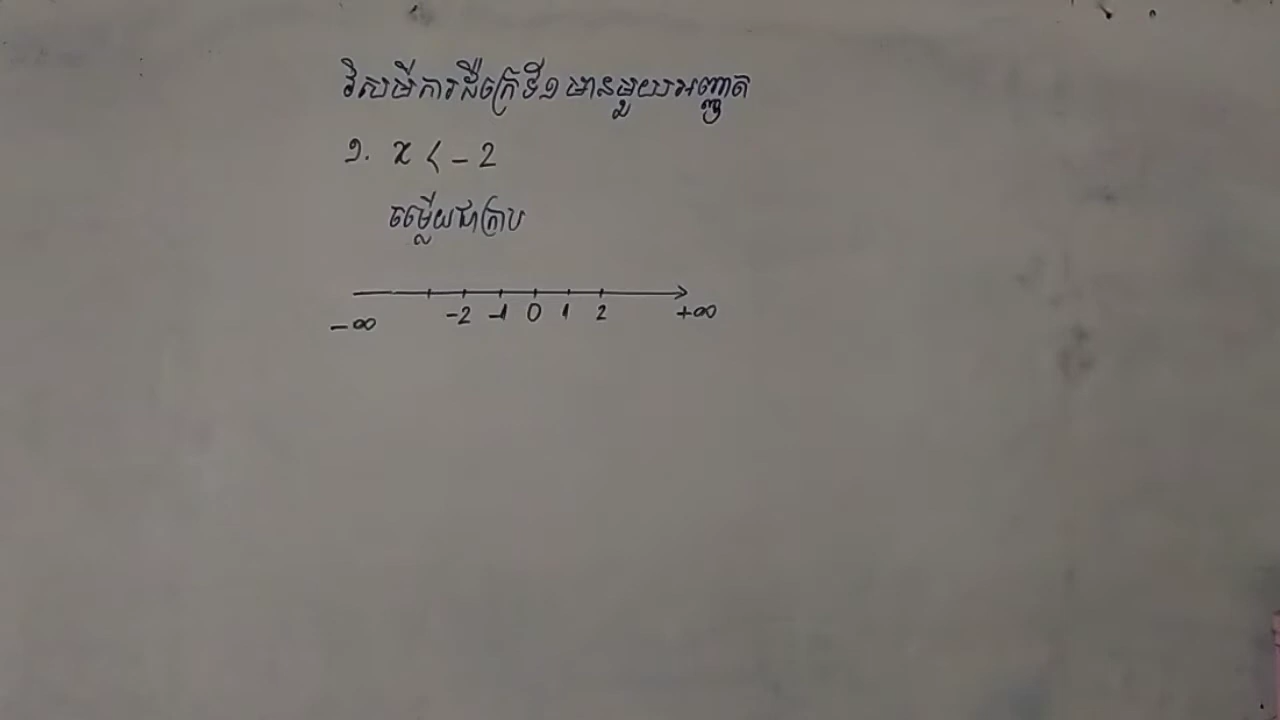 វិសមីការដឺក្រេទី១ មានមួយអញ្ញាត
១. x < - 2
ចម្លើយជាក្រាប
-∞ -2 -1 0 1 2 +∞